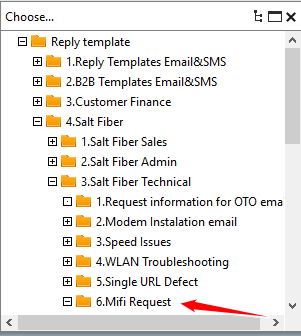 Choose...
Reply template
1.Reply Templates Email&SMS
2.B2B Templates Email&SMS
3.Customer Finance
4.Salt Fiber
1.Salt Fiber Sales
2.Salt Fiber Admin
3.Salt Fiber Technical
1.Request information for OTO ema
2.Modem Instalation email
3.Speed Issues
4.WLAN Troubleshooting
5.Single URL Defect
6.Mifi Request